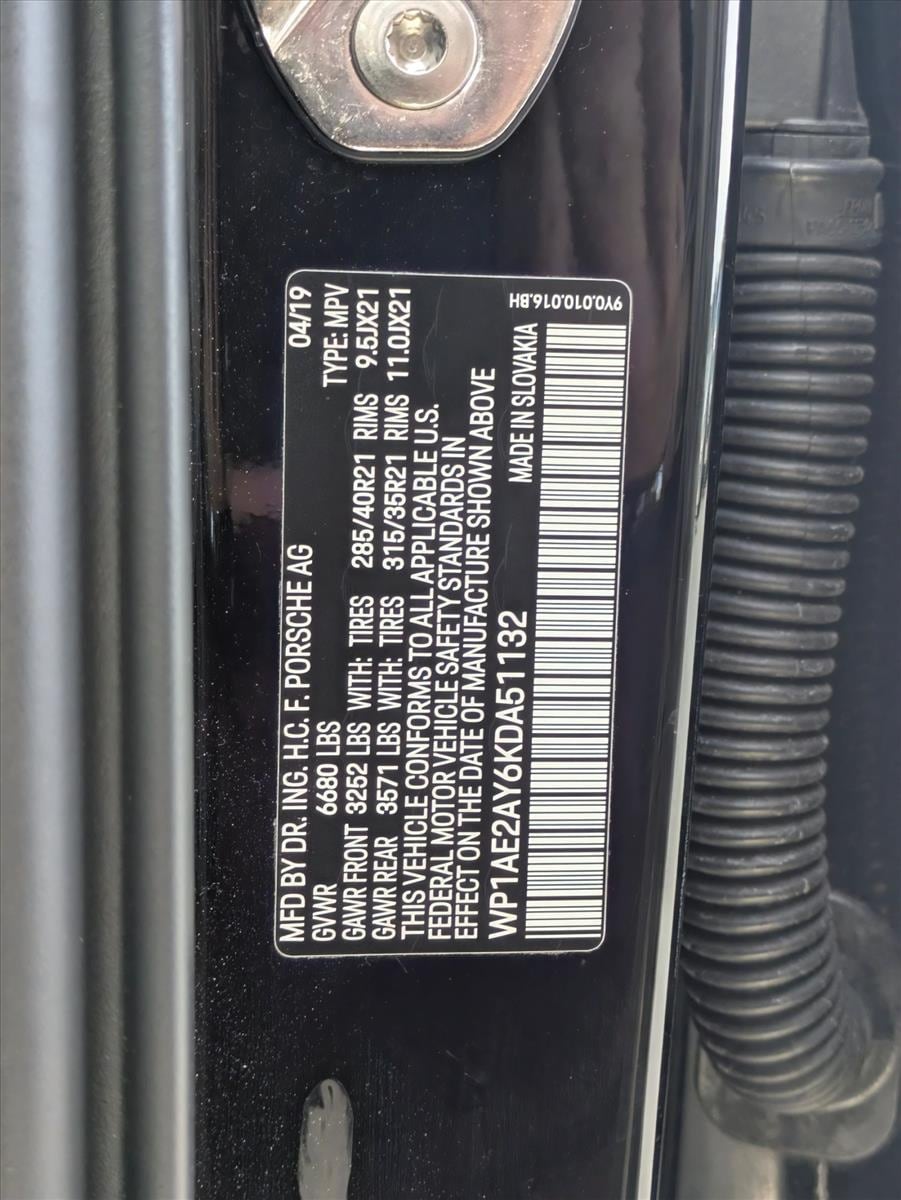 MFD BY DR. ING. H.C. F. PORSCHE AG 04/19
GVWR 6680 LBS TYPE: MPV
GAWR FRONT 3252 LBS WITH: TIRES 285/40R21 RIMS 9.5JX21
GAWR REAR 3571 LBS WITH: TIRES 315/35R21 RIMS 11.0JX21
THIS VEHICLE CONFORMS TO ALL APPLICABLE U.S.
FEDERAL MOTOR VEHICLE SAFETY STANDARDS IN
EFFECT ON THE DATE OF MANUFACTURE SHOWN ABOVE
WP1AE2AY6KDA51132 MADE IN SLOVAKIA
9Y0.010.016.BH